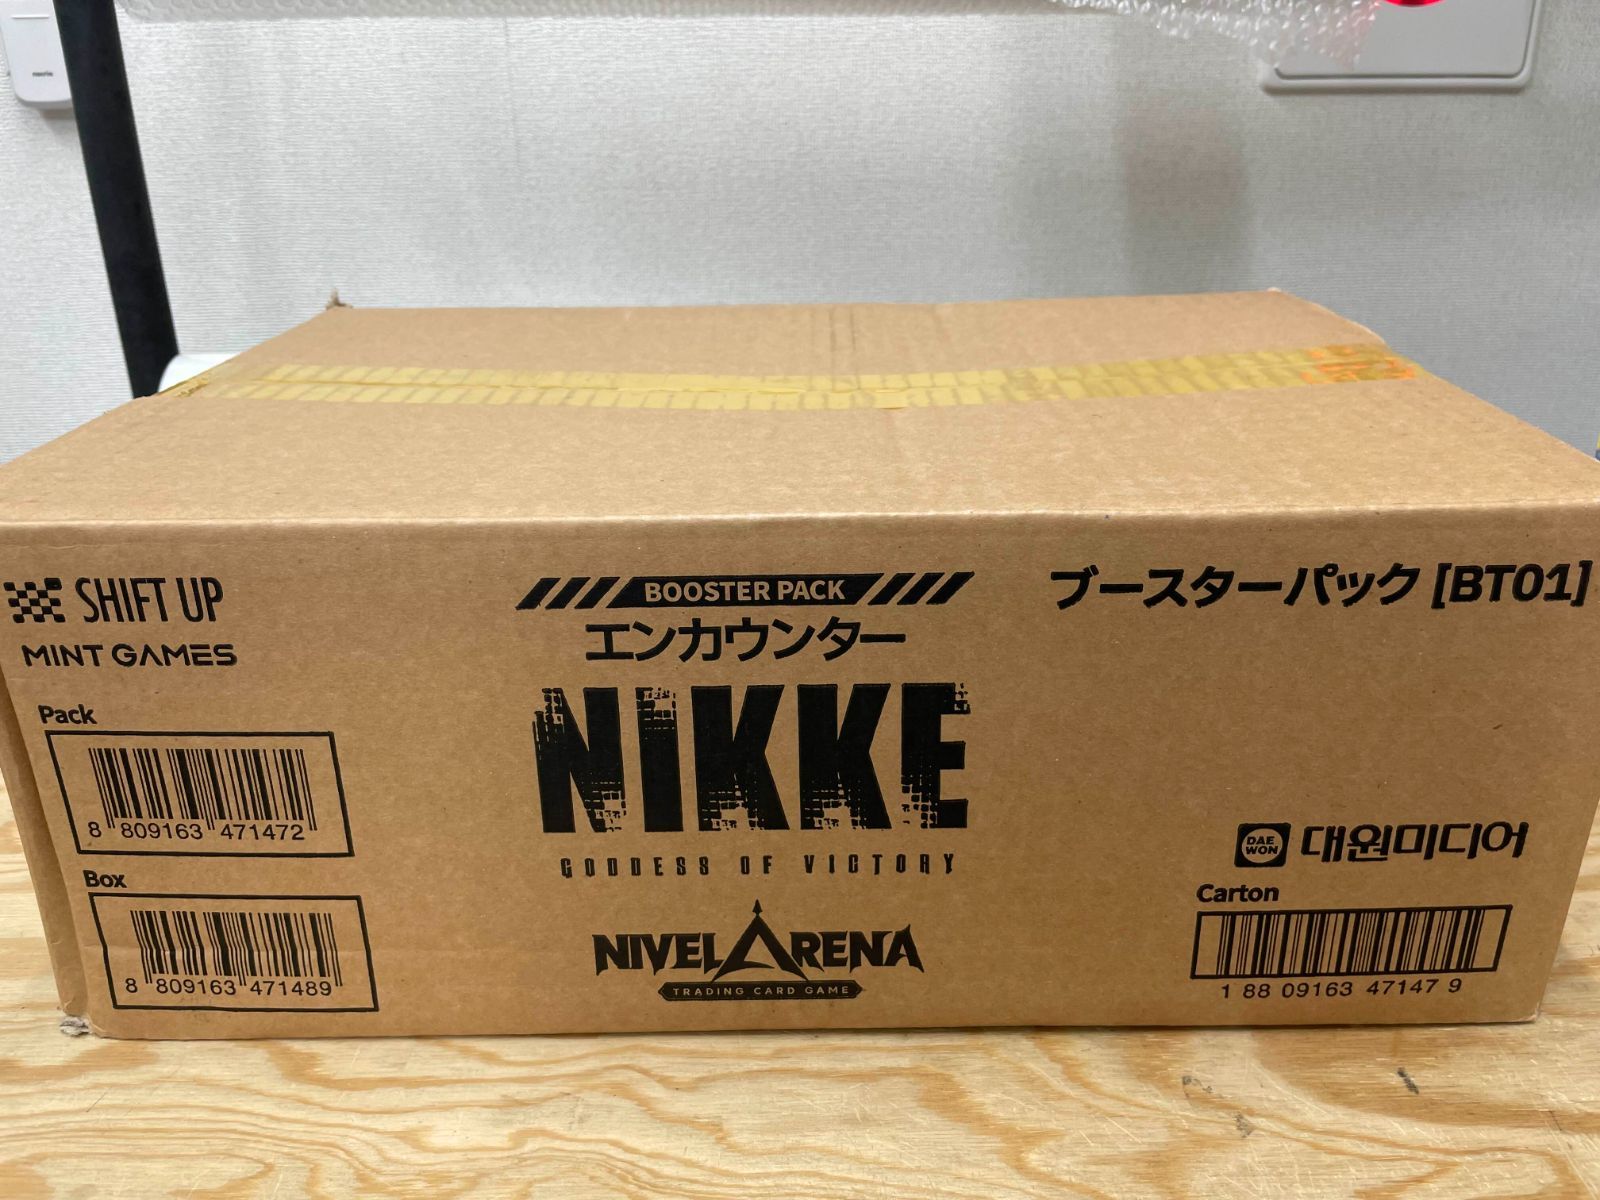 SHIFT UP
MINT GAMES
Pack
8 809163 471472
Box
8 809163 471489
BOOSTER PACK
エンカウンター
NIKKE
GODDESS OF VICTORY
NIVEL ARENA
TRADING CARD GAME
ブースターパック [BT01]
DAE
WON
대원미디어
Carton
1 88 09163 47147 9